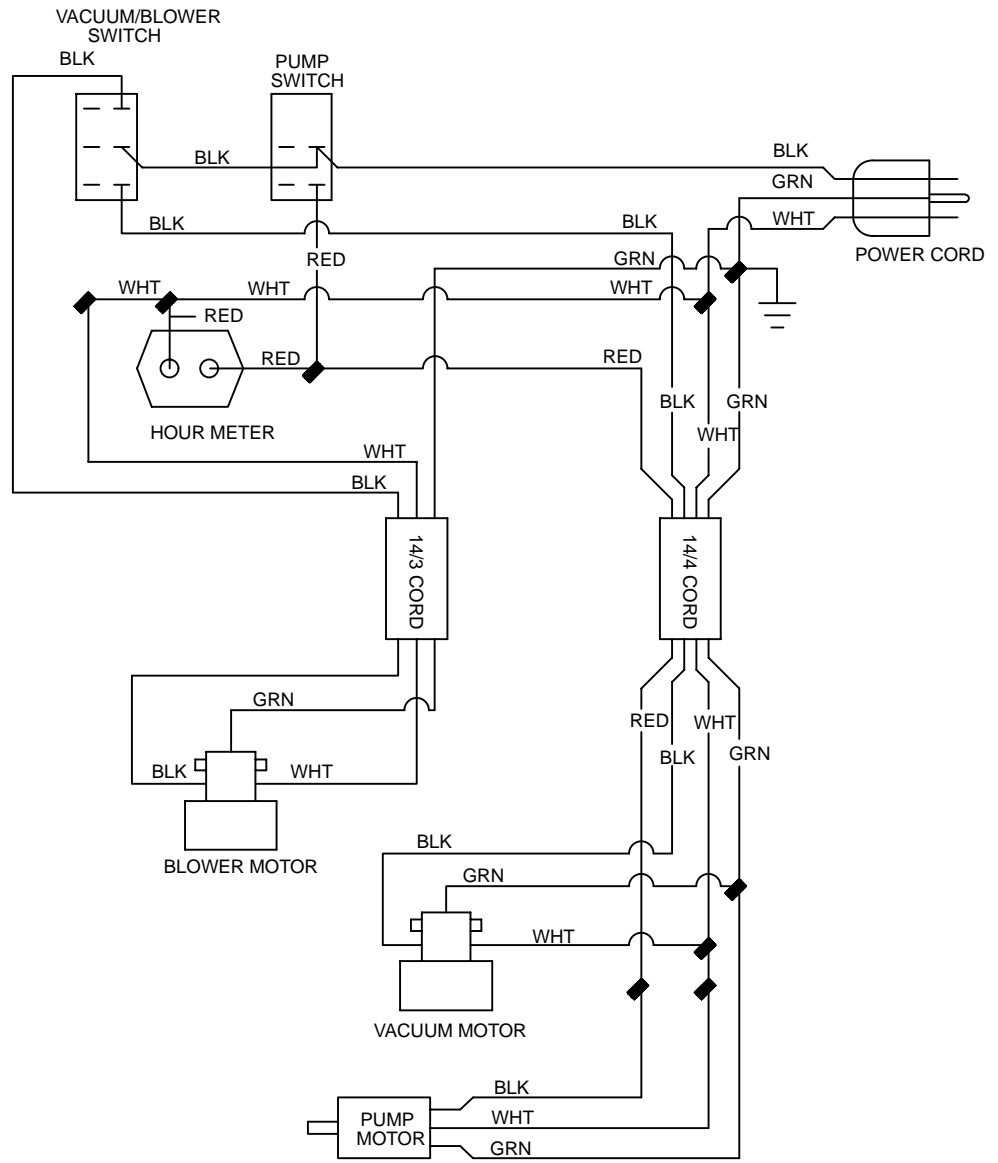 VACUUM/BLOWER
SWITCH
BLK
PUMP
SWITCH
BLK
BLK
GRN
WHT
POWER CORD
BLK
BLK
RED
GRN
WHT
WHT
WHT
RED
RED
RED
BLK
GRN
WHT
HOUR METER
WHT
BLK
14/3 CORD
14/4 CORD
GRN
RED
WHT
BLK
GRN
BLK
WHT
BLOWER MOTOR
BLK
GRN
WHT
VACUUM MOTOR
BLK
PUMP
MOTOR
WHT
GRN